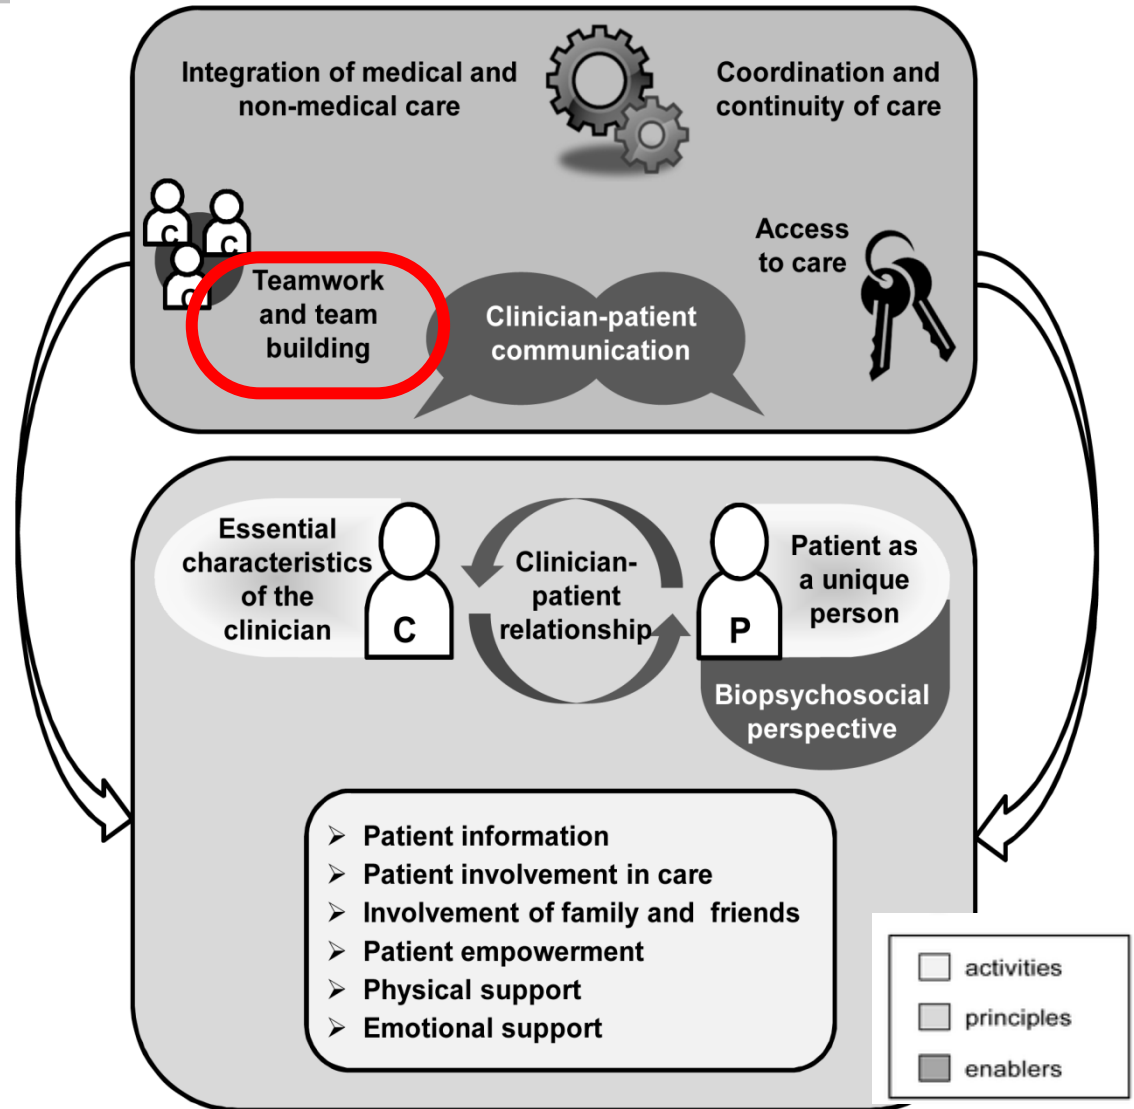 Integration of medical and
non-medical care
Coordination and
continuity of care
C
C
C
Access
to care
Teamwork
and team
building
Clinician-patient
communication
Essential
characteristics
of the
clinician
C
Clinician-
patient
relationship
P
Patient as
a unique
person
Biopsychosocial
perspective
➢ Patient information
➢ Patient involvement in care
➢ Involvement of family and friends
➢ Patient empowerment
➢ Physical support
➢ Emotional support
activities
principles
enablers